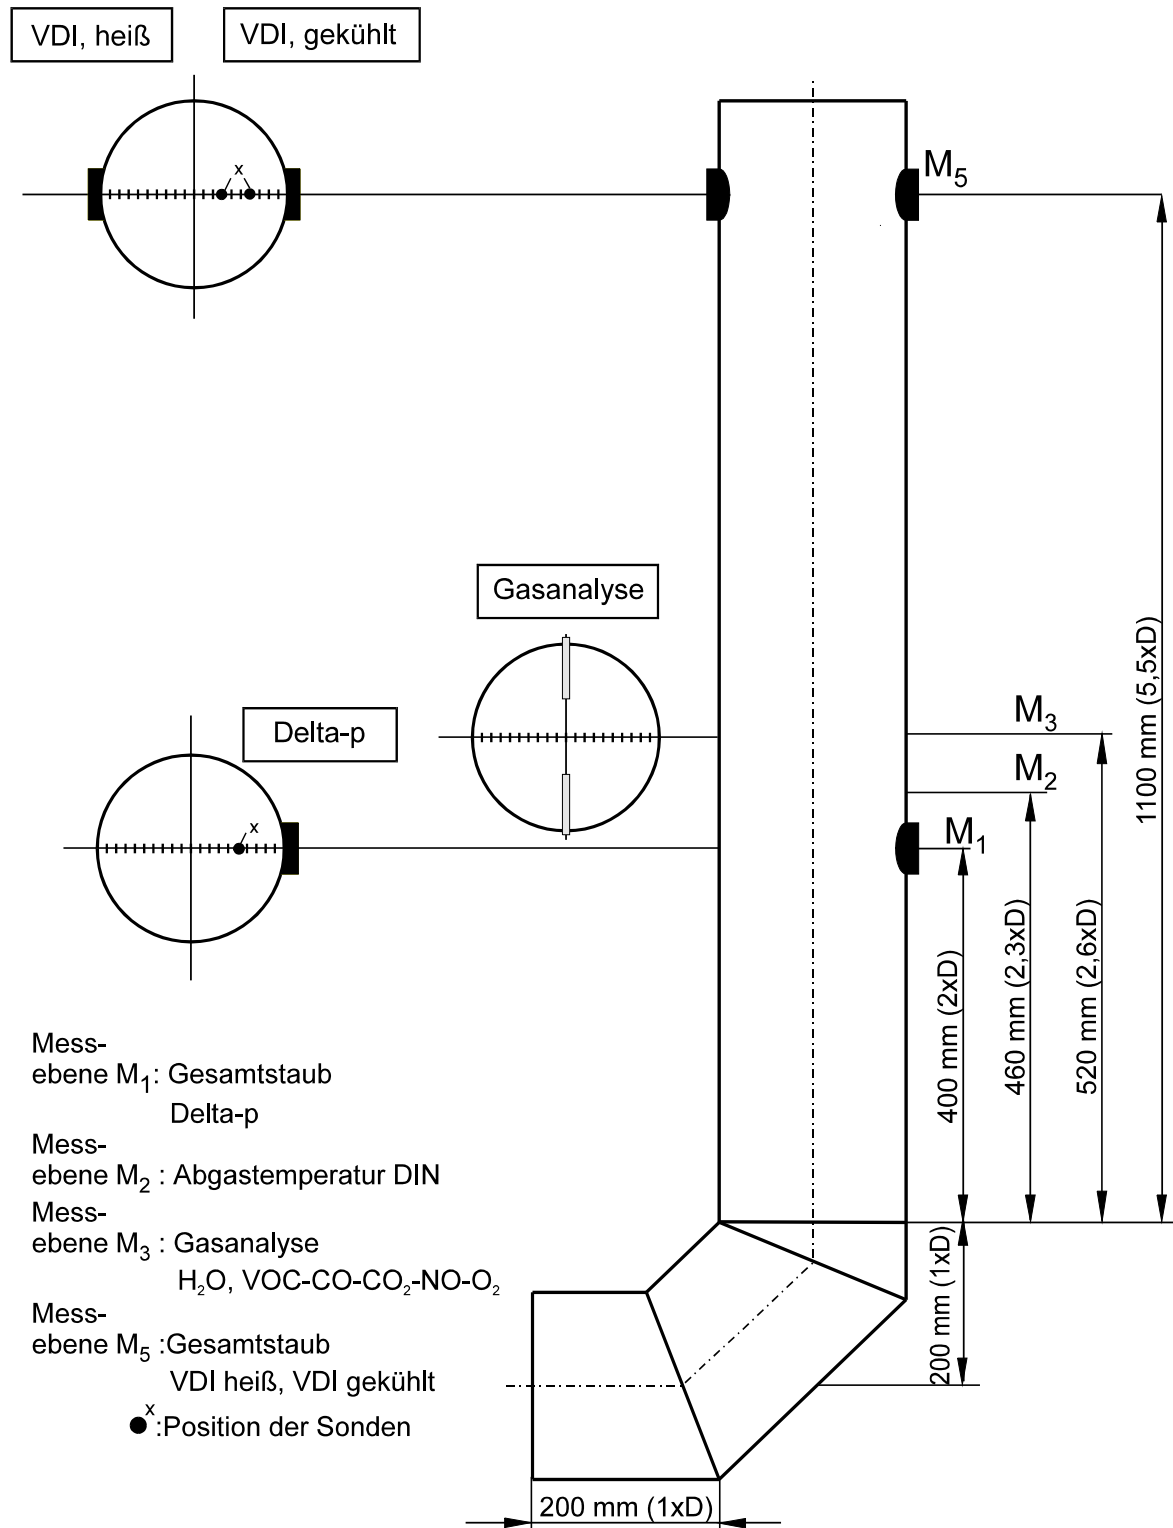 VDI, heiß
VDI, gekühlt
x
M5
Gasanalyse
Delta-p
x
M3
M2
M1
1100 mm (5,5xD)
520 mm (2,6xD)
460 mm (2,3xD)
400 mm (2xD)
200 mm (1xD)
200 mm (1xD)
Mess-
ebene M1: Gesamtstaub
Delta-p
Mess-
ebene M2 : Abgastemperatur DIN
Mess-
ebene M3 : Gasanalyse
H₂O, VOC-CO-CO₂-NO-O₂
Mess-
ebene M5 :Gesamtstaub
VDI heiß, VDI gekühlt
x
:Position der Sonden